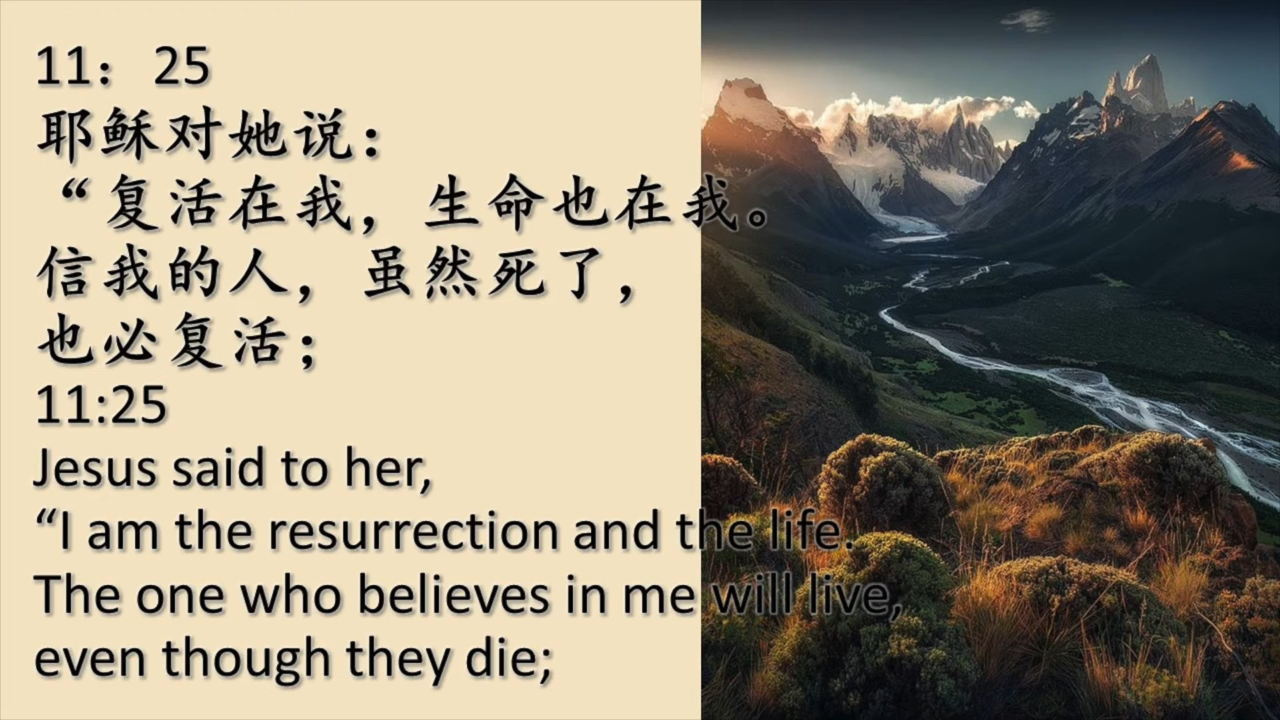 11：25
耶稣对她说：
“复活在我，生命也在我。
信我的人，虽然死了，
也必复活；
11:25
Jesus said to her,
“I am the resurrection and the life.
The one who believes in me will live,
even though they die;